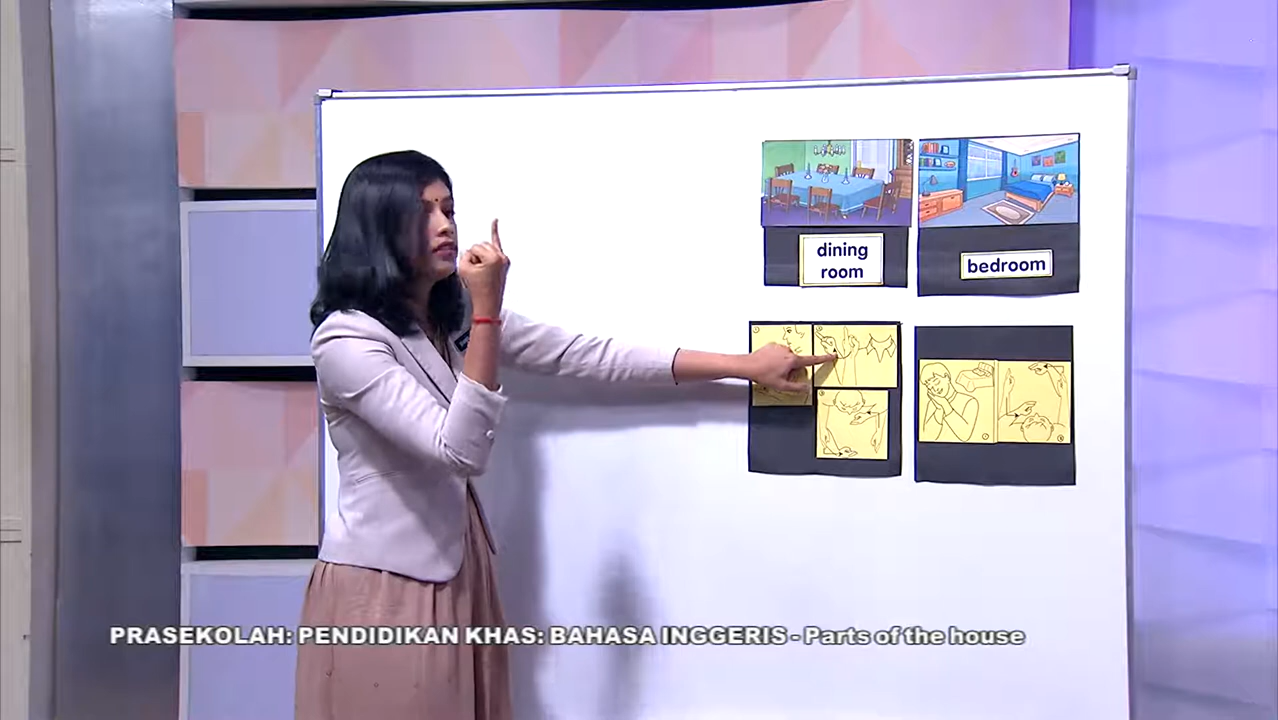 dining
room
bedroom
PRASEKOLAH: PENDIDIKAN KHAS: BAHASA INGGERIS - Parts of the house